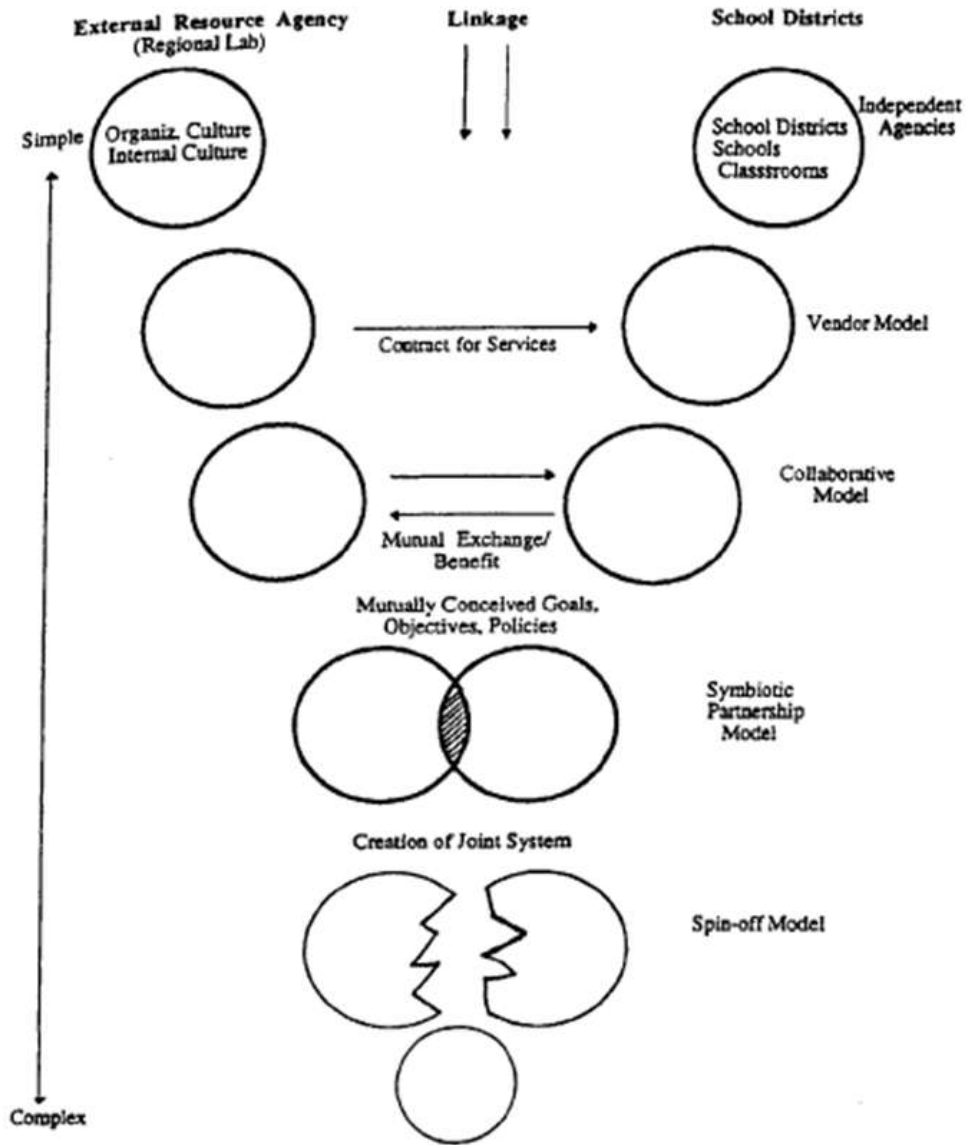 External Resource Agency
(Regional Lab)
Linkage
School Districts
Simple
Organiz. Culture
Internal Culture
School Districts
Schools
Classtrooms
Independent
Agencies
Contract for Services
Vendor Model
Mutual Exchange/
Benefit
Collaborative
Model
Mutually Conceived Goals,
Objectives, Policies
Symbiotic
Partnership
Model
Creation of Joint System
Spin-off Model
Complex